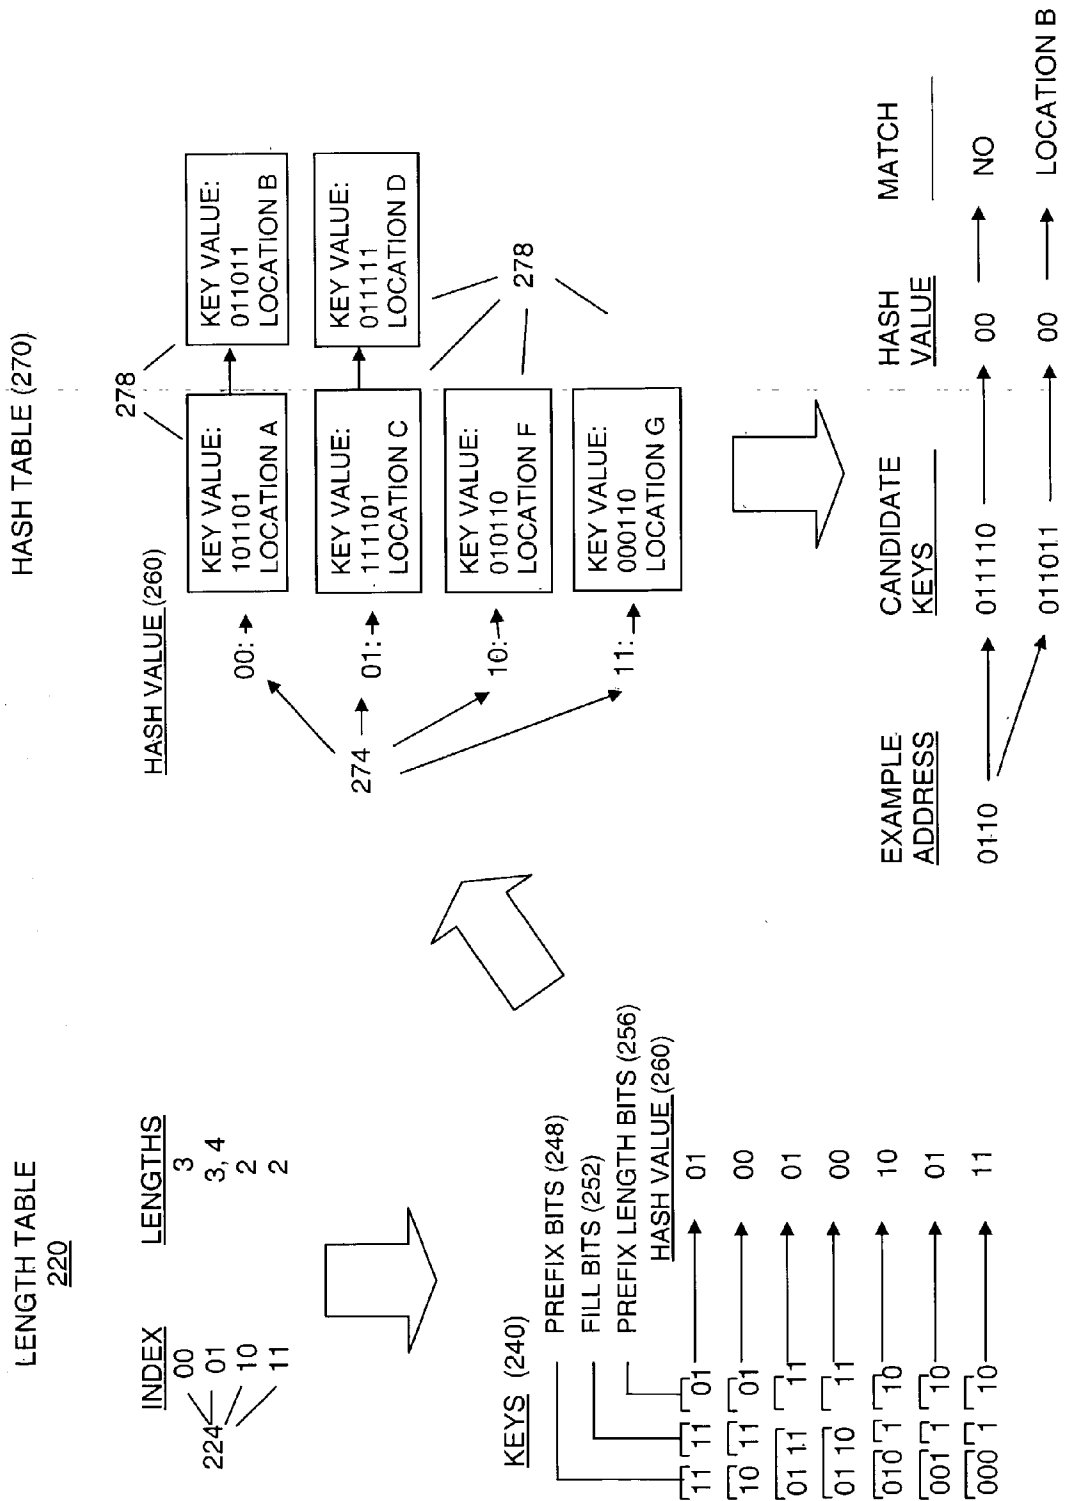 LENGTH TABLE
220
INDEX LENGTHS
00 3
01 3, 4
10 2
11 2
224
KEYS (240)
PREFIX BITS (248)
FILL BITS (252)
PREFIX LENGTH BITS (256)
HASH VALUE (260)
11 11 01 01
10 11 01 00
01 11 11 01
01 10 11 00
010 1 10 10
001 1 10 01
000 1 10 11
HASH TABLE (270)
HASH VALUE (260)
278
274
00:
KEY VALUE:
101101
LOCATION A
KEY VALUE:
011011
LOCATION B
01:
KEY VALUE:
111101
LOCATION C
KEY VALUE:
011111
LOCATION D
10:
KEY VALUE:
010110
LOCATION F
278
11:
KEY VALUE:
000110
LOCATION G
EXAMPLE ADDRESS
CANDIDATE KEYS
HASH VALUE
MATCH
0110
011110 00 NO
011011 00 LOCATION B